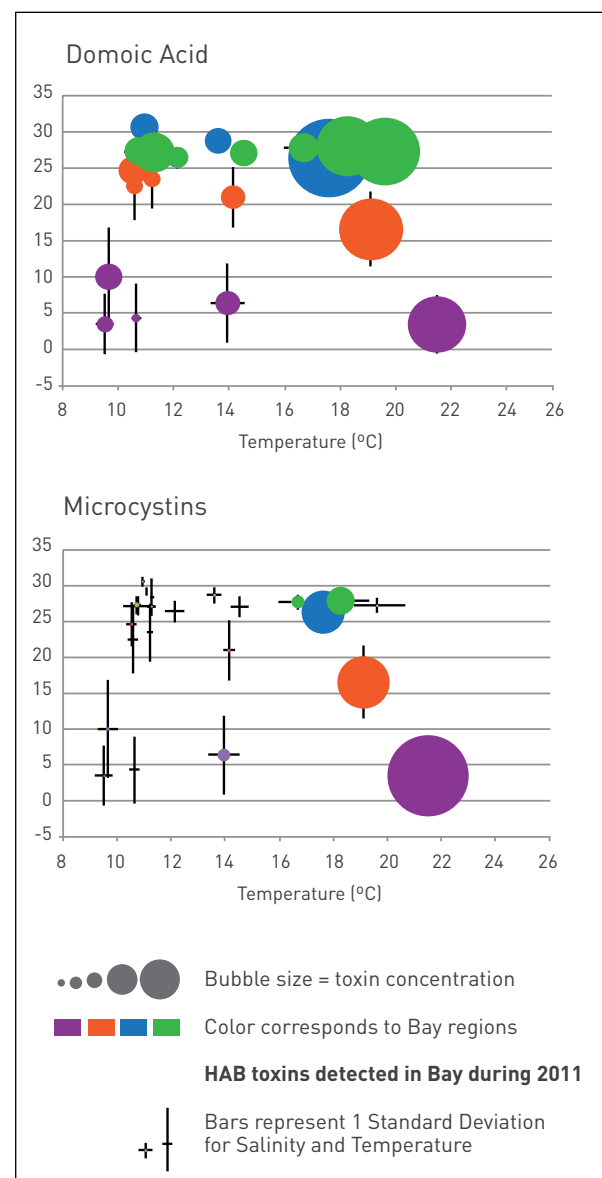 Domoic Acid
35
30
25
20
15
10
5
0
-5
8 10 12 14 16 18 20 22 24 26
Temperature (ºC)
Microcystins
35
30
25
20
15
10
5
0
-5
8 10 12 14 16 18 20 22 24 26
Temperature (ºC)
Bubble size = toxin concentration
Color corresponds to Bay regions
HAB toxins detected in Bay during 2011
Bars represent 1 Standard Deviation
for Salinity and Temperature